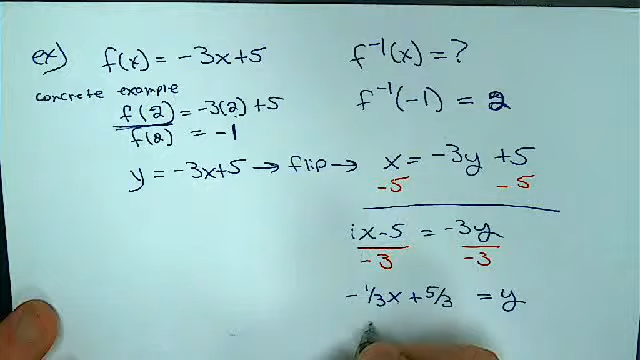 ex) f(x) = -3x+5
concrete example
f(2) = -3(2)+5
f(2) = -1
y = -3x+5 → flip →
f⁻¹(x) = ?
f⁻¹(-1) = 2
x = -3y +5
-5 -5
1x-5 = -3y
-3 -3
-1/3x + 5/3 = y